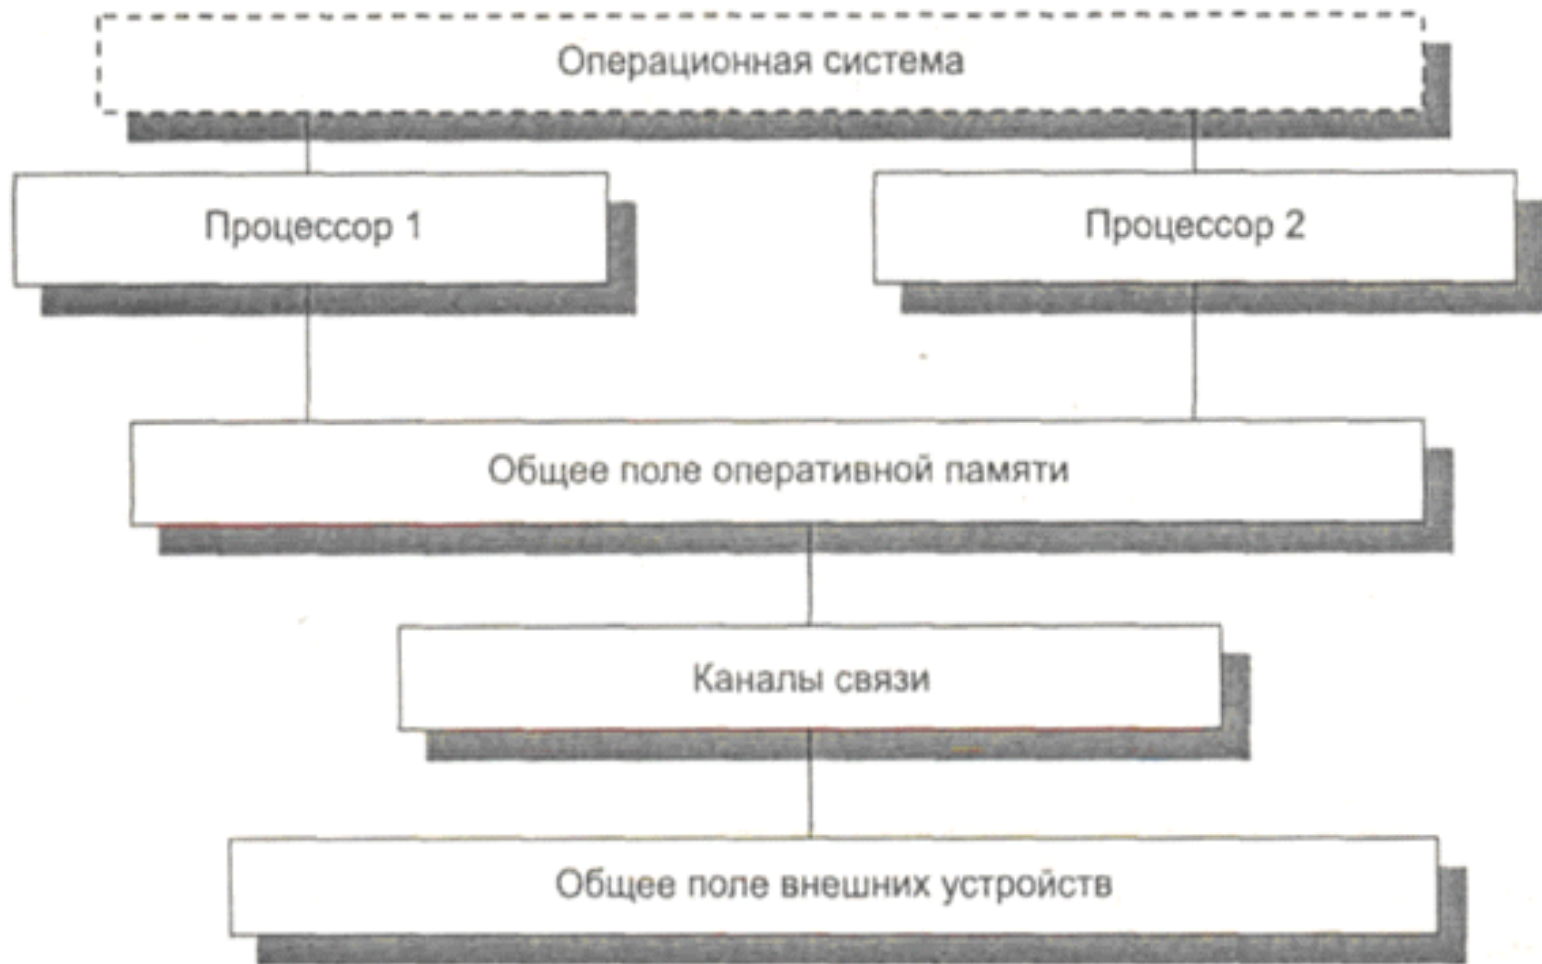 Операционная система
Процессор 1
Процессор 2
Общее поле оперативной памяти
Каналы связи
Общее поле внешних устройств